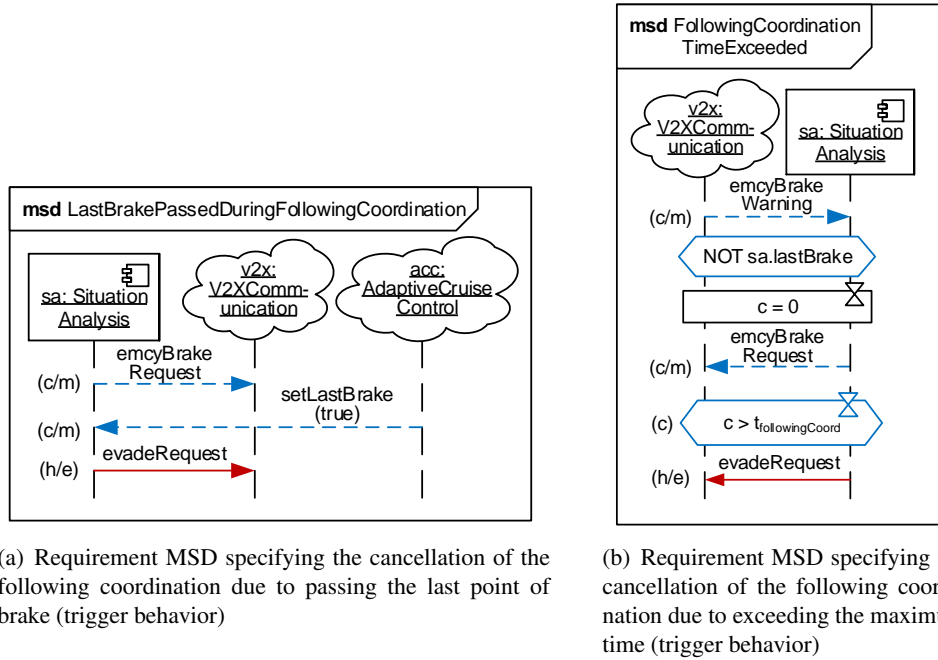 msd LastBrakePassedDuringFollowingCoordination
sa: Situation
Analysis
v2x:
V2XComm-
unication
acc:
AdaptiveCruise
Control
emcyBrake
Request
(c/m)
setLastBrake
(true)
(c/m)
evadeRequest
(h/e)
(a) Requirement MSD specifying the cancellation of the
following coordination due to passing the last point of
brake (trigger behavior)
msd FollowingCoordination
TimeExceeded
v2x:
V2XComm-
unication
sa: Situation
Analysis
emcyBrake
Warning
(c/m)
NOT sa.lastBrake
c = 0
emcyBrake
Request
(c/m)
(c)
c > tfollowingCoord
evadeRequest
(h/e)
(b) Requirement MSD specifying
cancellation of the following coor
nation due to exceeding the maxim
time (trigger behavior)